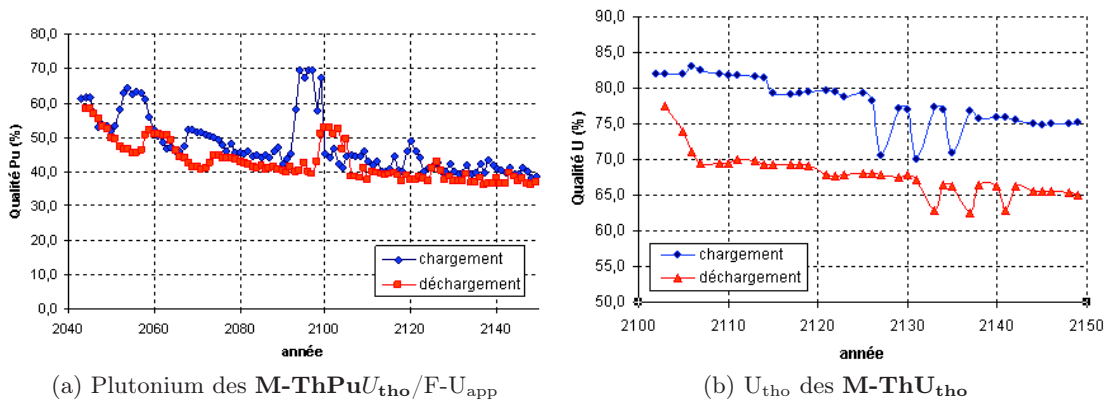 80,0
70,0
60,0
50,0
40,0
30,0
20,0
10,0
0,0
Qualité Pu (%)
2040 2060 2080 2100 2120 2140
année
chargement
déchargement
(a) Plutonium des M-ThPuUtho/F-Uapp
90,0
85,0
80,0
75,0
70,0
65,0
60,0
55,0
50,0
Qualité U (%)
2100 2110 2120 2130 2140 2150
année
chargement
déchargement
(b) Utho des M-ThUtho